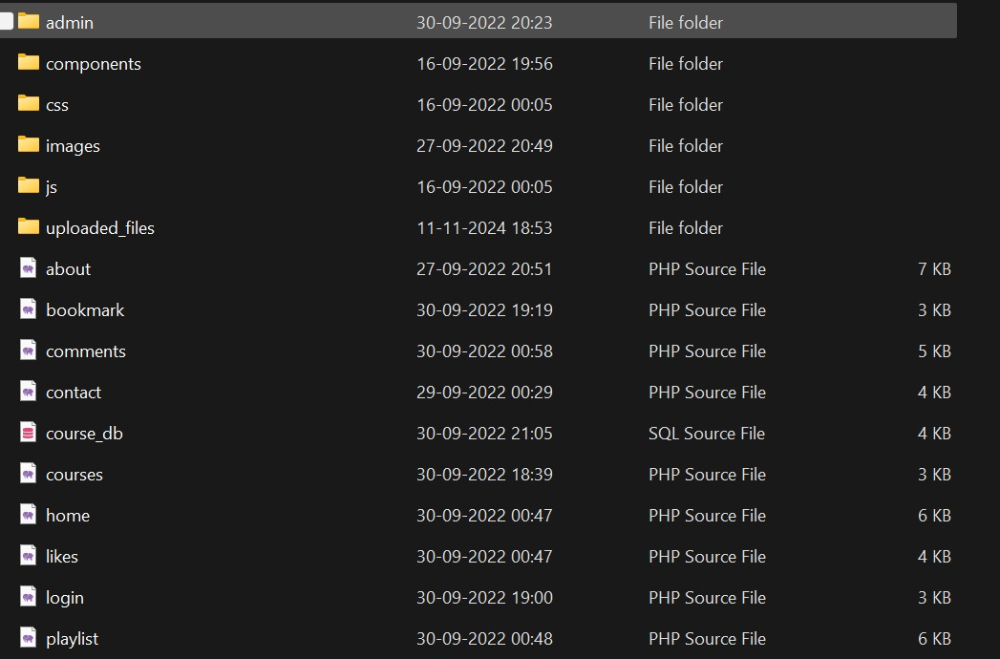 admin 30-09-2022 20:23 File folder
components 16-09-2022 19:56 File folder
css 16-09-2022 00:05 File folder
images 27-09-2022 20:49 File folder
js 16-09-2022 00:05 File folder
uploaded_files 11-11-2024 18:53 File folder
about 27-09-2022 20:51 PHP Source File 7 KB
bookmark 30-09-2022 19:19 PHP Source File 3 KB
comments 30-09-2022 00:58 PHP Source File 5 KB
contact 29-09-2022 00:29 PHP Source File 4 KB
course_db 30-09-2022 21:05 SQL Source File 4 KB
courses 30-09-2022 18:39 PHP Source File 3 KB
home 30-09-2022 00:47 PHP Source File 6 KB
likes 30-09-2022 00:47 PHP Source File 4 KB
login 30-09-2022 19:00 PHP Source File 3 KB
playlist 30-09-2022 00:48 PHP Source File 6 KB